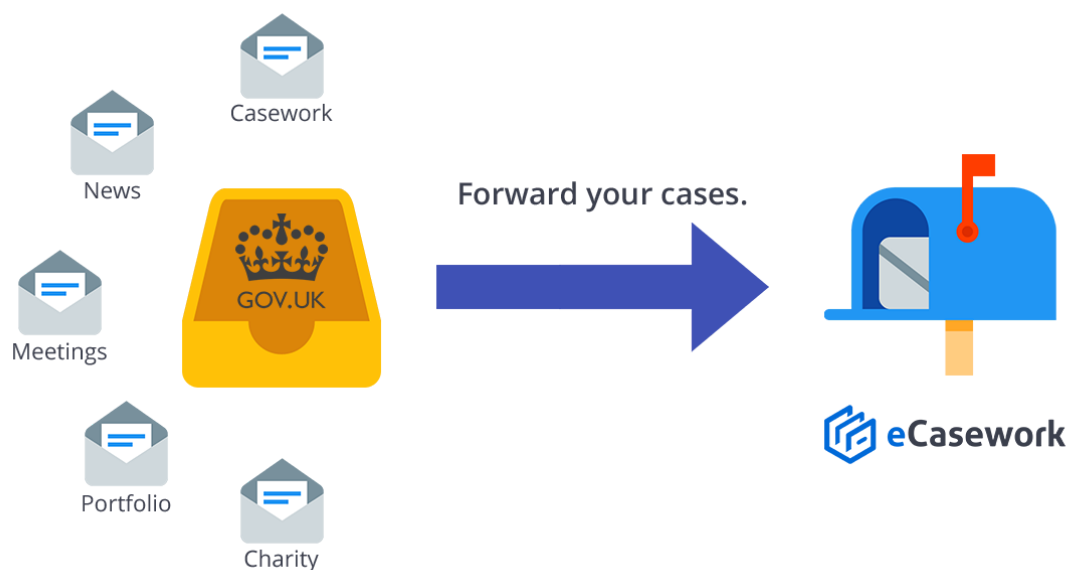 Casework
News
Forward your cases.
GOV.UK
Meetings
eCasework
Portfolio
Charity